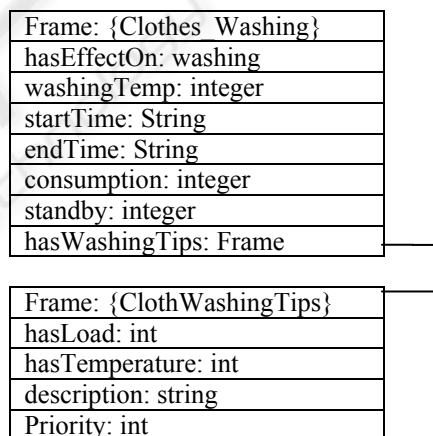 Frame: {Clothes_Washing}
hasEffectOn: washing
washingTemp: integer
startTime: String
endTime: String
consumption: integer
standby: integer
hasWashingTips: Frame
Frame: {ClothWashingTips}
hasLoad: int
hasTemperature: int
description: string
Priority: int